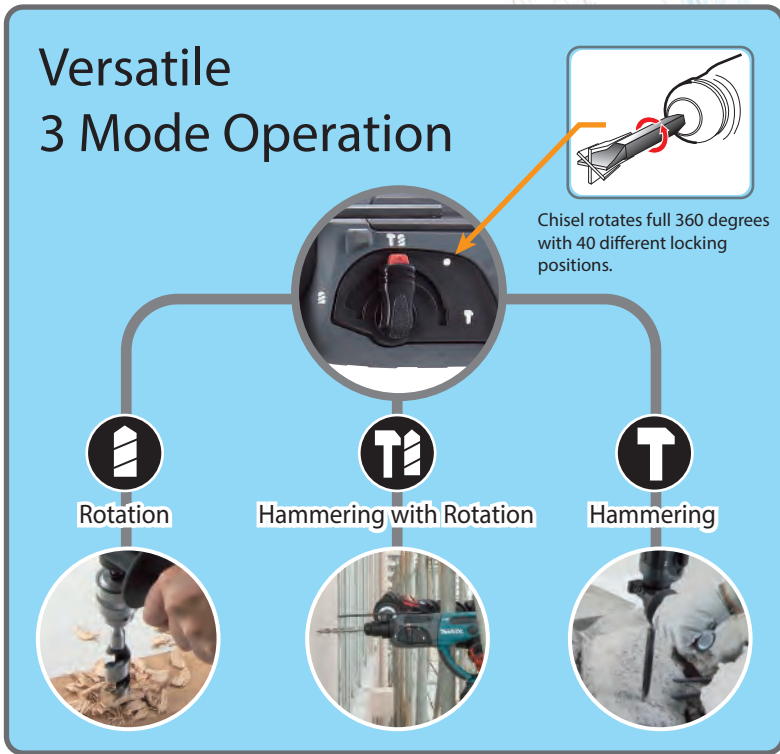 Versatile
3 Mode Operation
Chisel rotates full 360 degrees
with 40 different locking
positions.
Rotation
Hammering with Rotation
Hammering
Makita